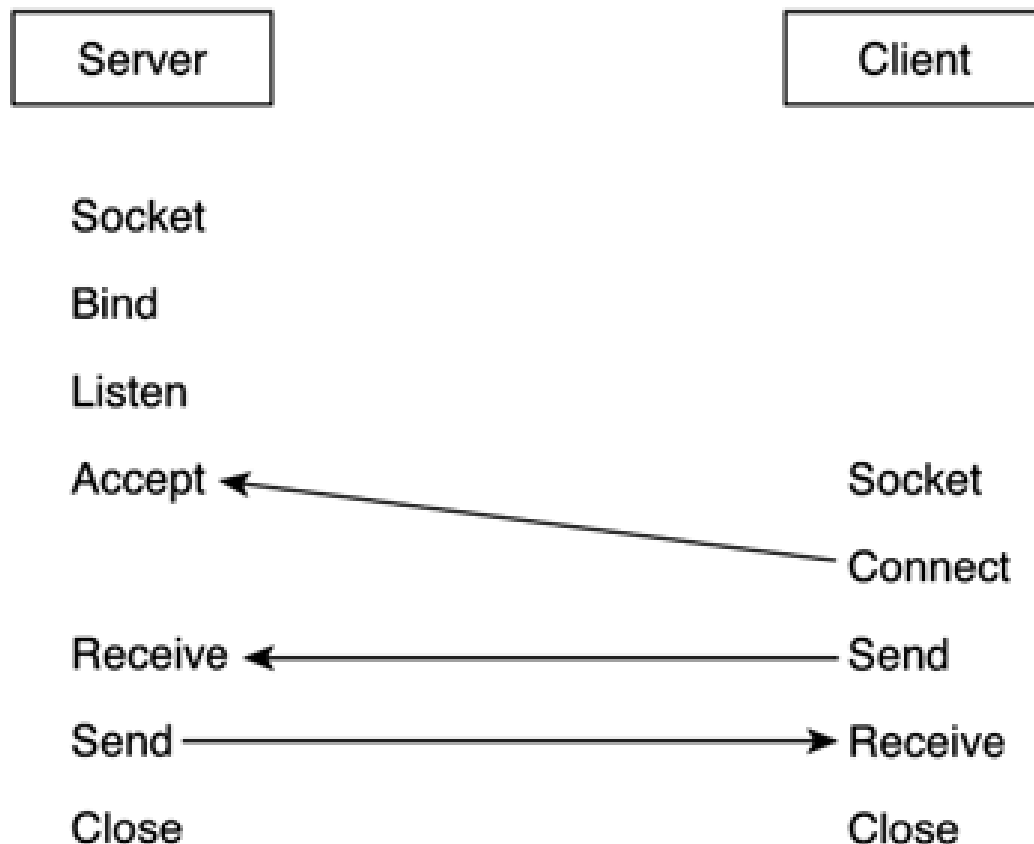 Server
Client
Socket
Bind
Listen
Accept
Socket
Connect
Receive
Send
Send
Receive
Close
Close